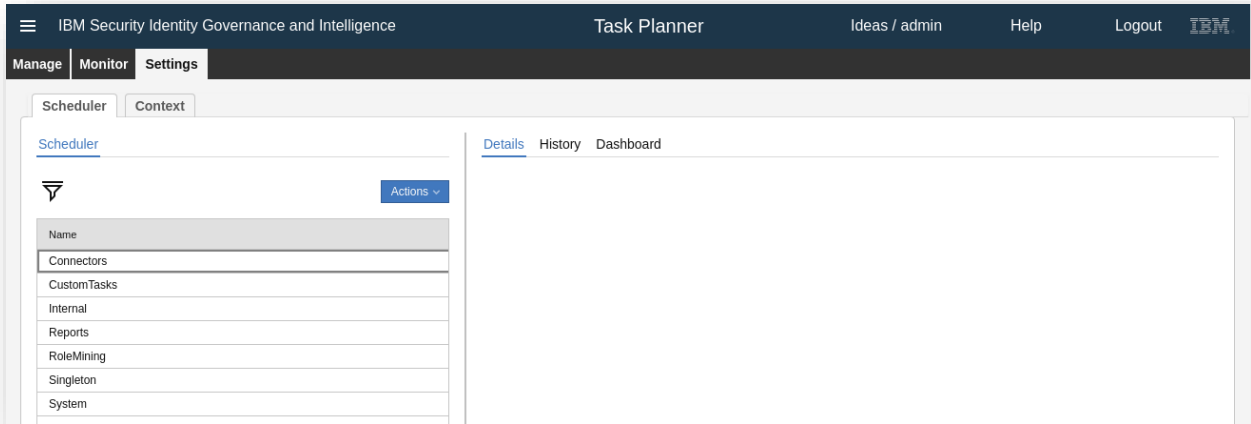 IBM Security Identity Governance and Intelligence Task Planner Ideas / admin Help Logout IBM
Manage Monitor Settings
Scheduler Context
Scheduler Details History Dashboard
Actions
Name
Connectors
CustomTasks
Internal
Reports
RoleMining
Singleton
System